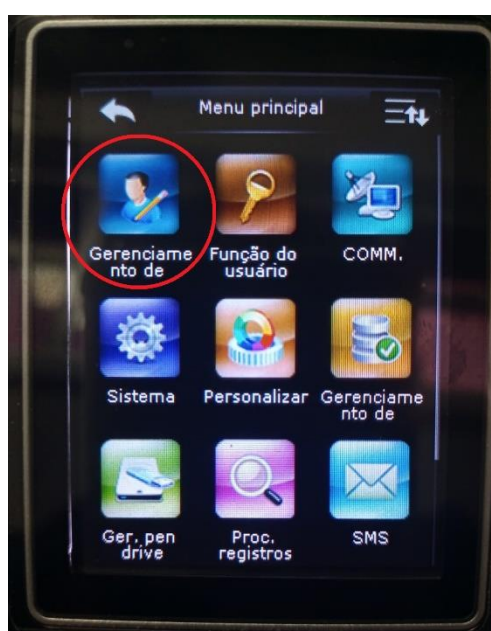 Menu principal
Gerenciame
nto de
Função do
usuário
COMM.
Sistema
Personalizar
Gerenciame
nto de
Ger. pen
drive
Proc.
registros
SMS